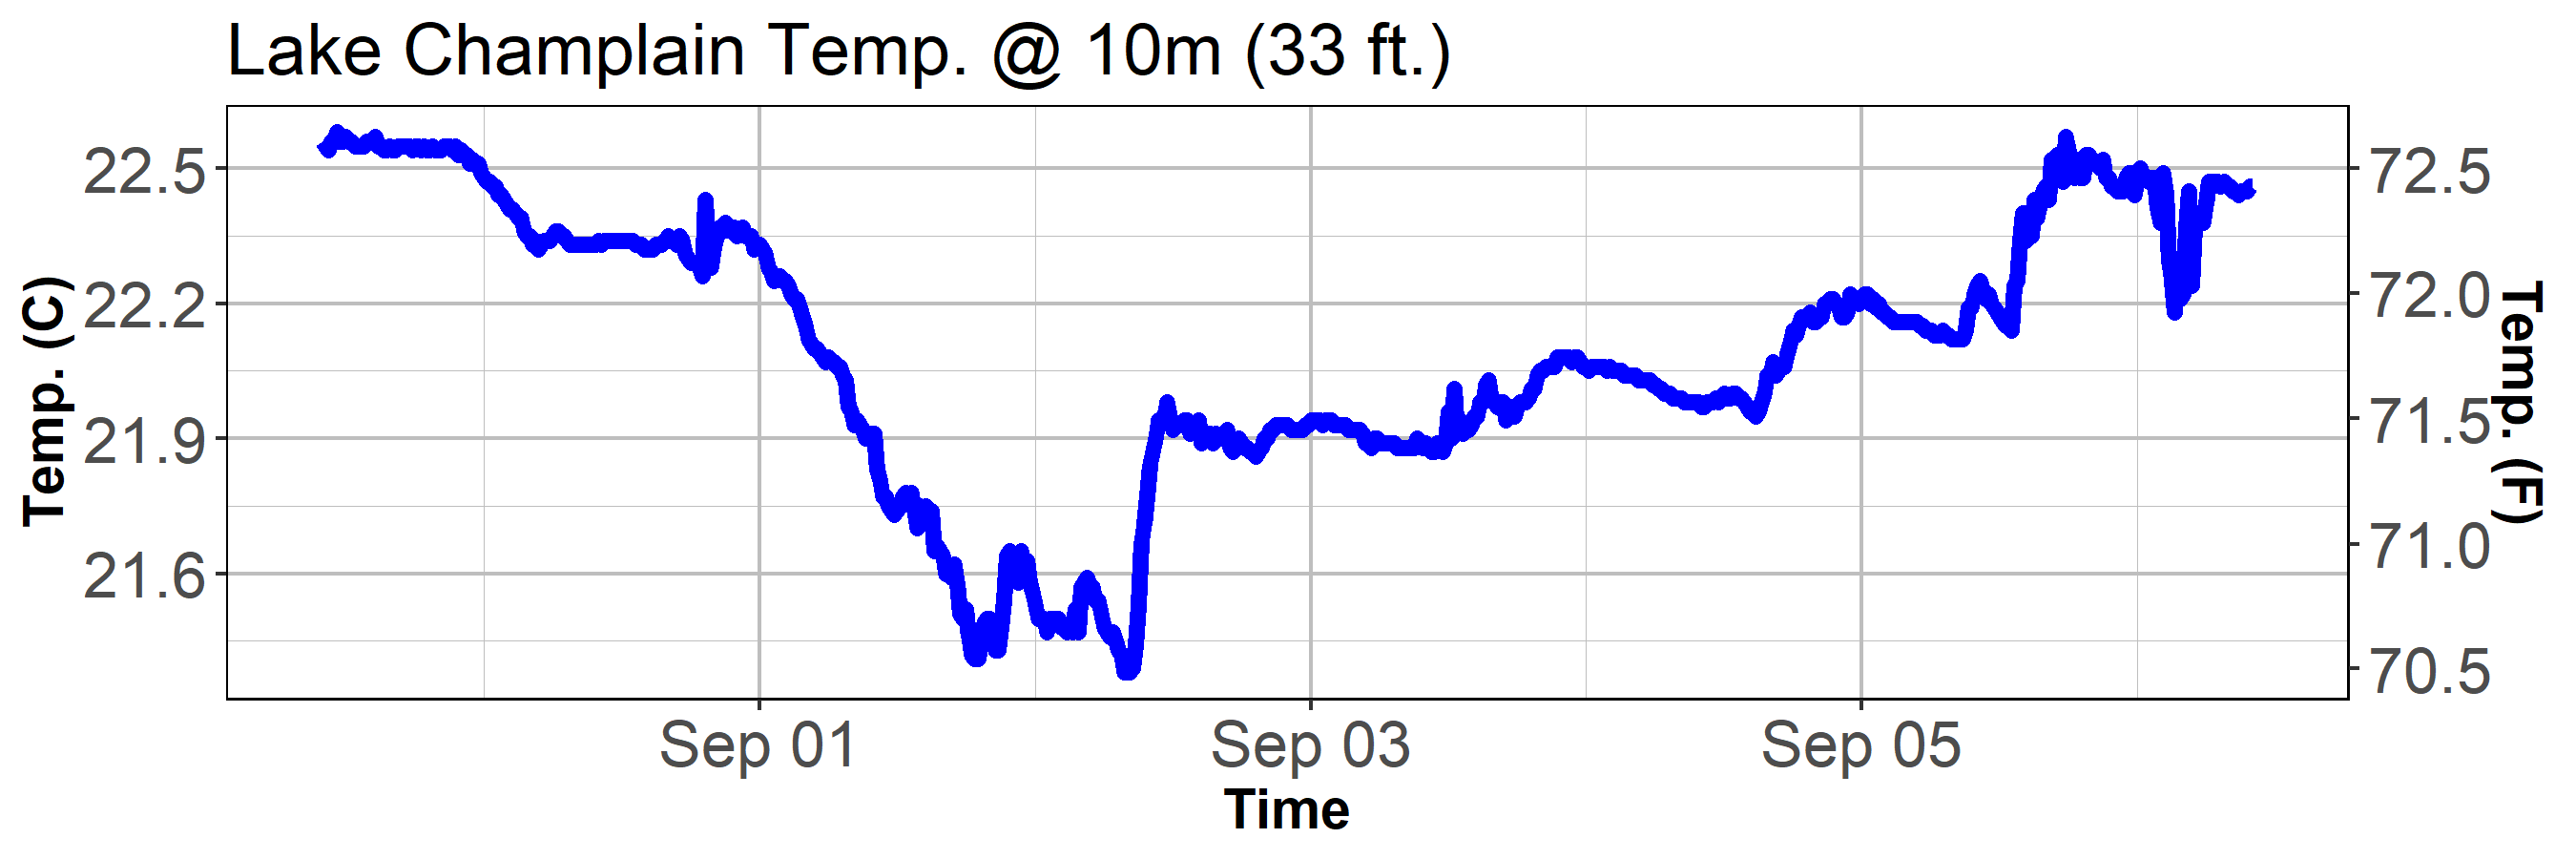 Lake Champlain Temp. @ 10m (33 ft.)
Temp. (C)
22.5
22.2
21.9
21.6
72.5
72.0
71.5
71.0
70.5
Temp. (F)
Sep 01
Sep 03
Sep 05
Time